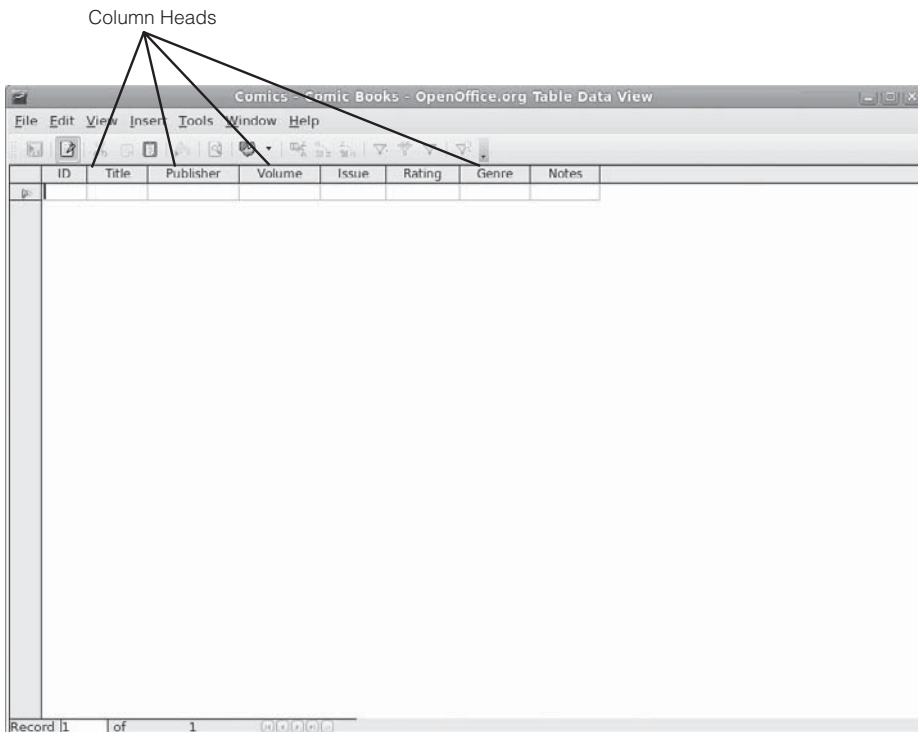 Column Heads
Comics - Comic Books - OpenOffice.org Table Data View
File Edit View Insert Tools Window Help
ID Title Publisher Volume Issue Rating Genre Notes
Record 1 of 1